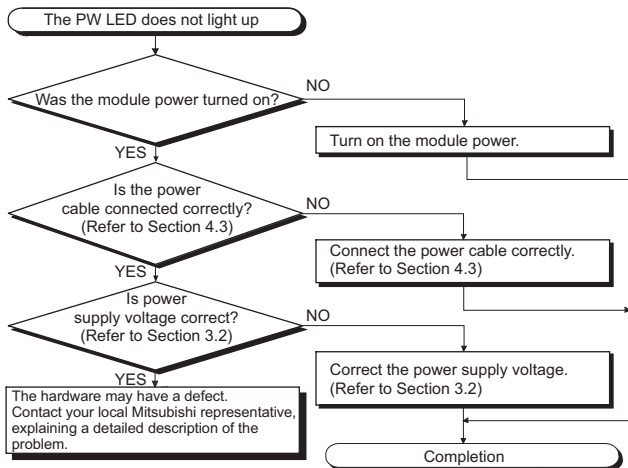 The PW LED does not light up
Was the module power turned on?
NO
Turn on the module power.
YES
Is the power
cable connected correctly?
(Refer to Section 4.3)
NO
Connect the power cable correctly.
(Refer to Section 4.3)
YES
Is power
supply voltage correct?
(Refer to Section 3.2)
NO
Correct the power supply voltage.
(Refer to Section 3.2)
YES
The hardware may have a defect.
Contact your local Mitsubishi representative,
explaining a detailed description of the
problem.
Completion